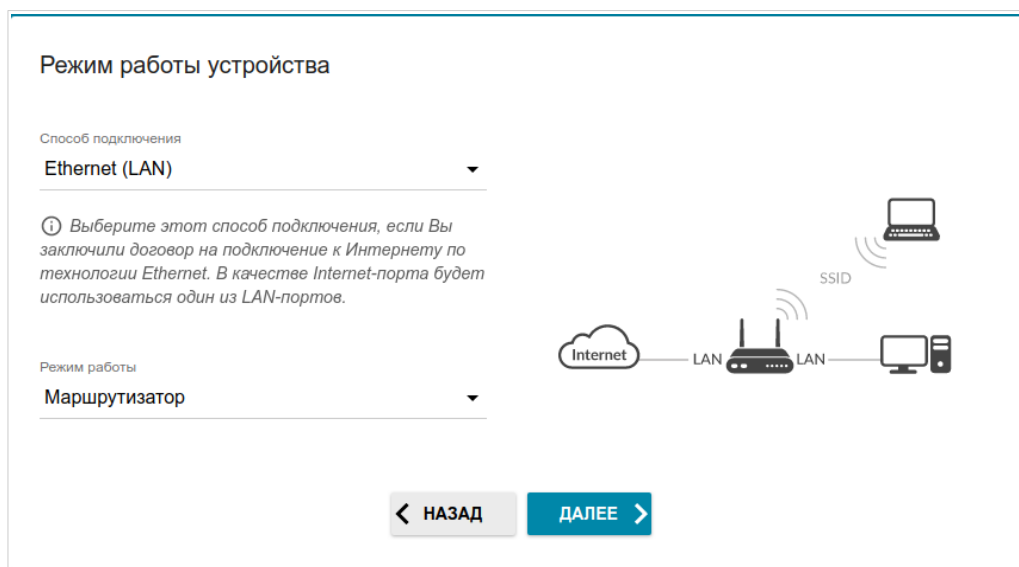 Режим работы устройства
Способ подключения
Ethernet (LAN)
Выберите этот способ подключения, если Вы
заключили договор на подключение к Интернету по
технологии Ethernet. В качестве Internet-порта будет
использоваться один из LAN-портов.
SSID
Internet
LAN
LAN
Режим работы
Маршрутизатор
НАЗАД
ДАЛЕЕ